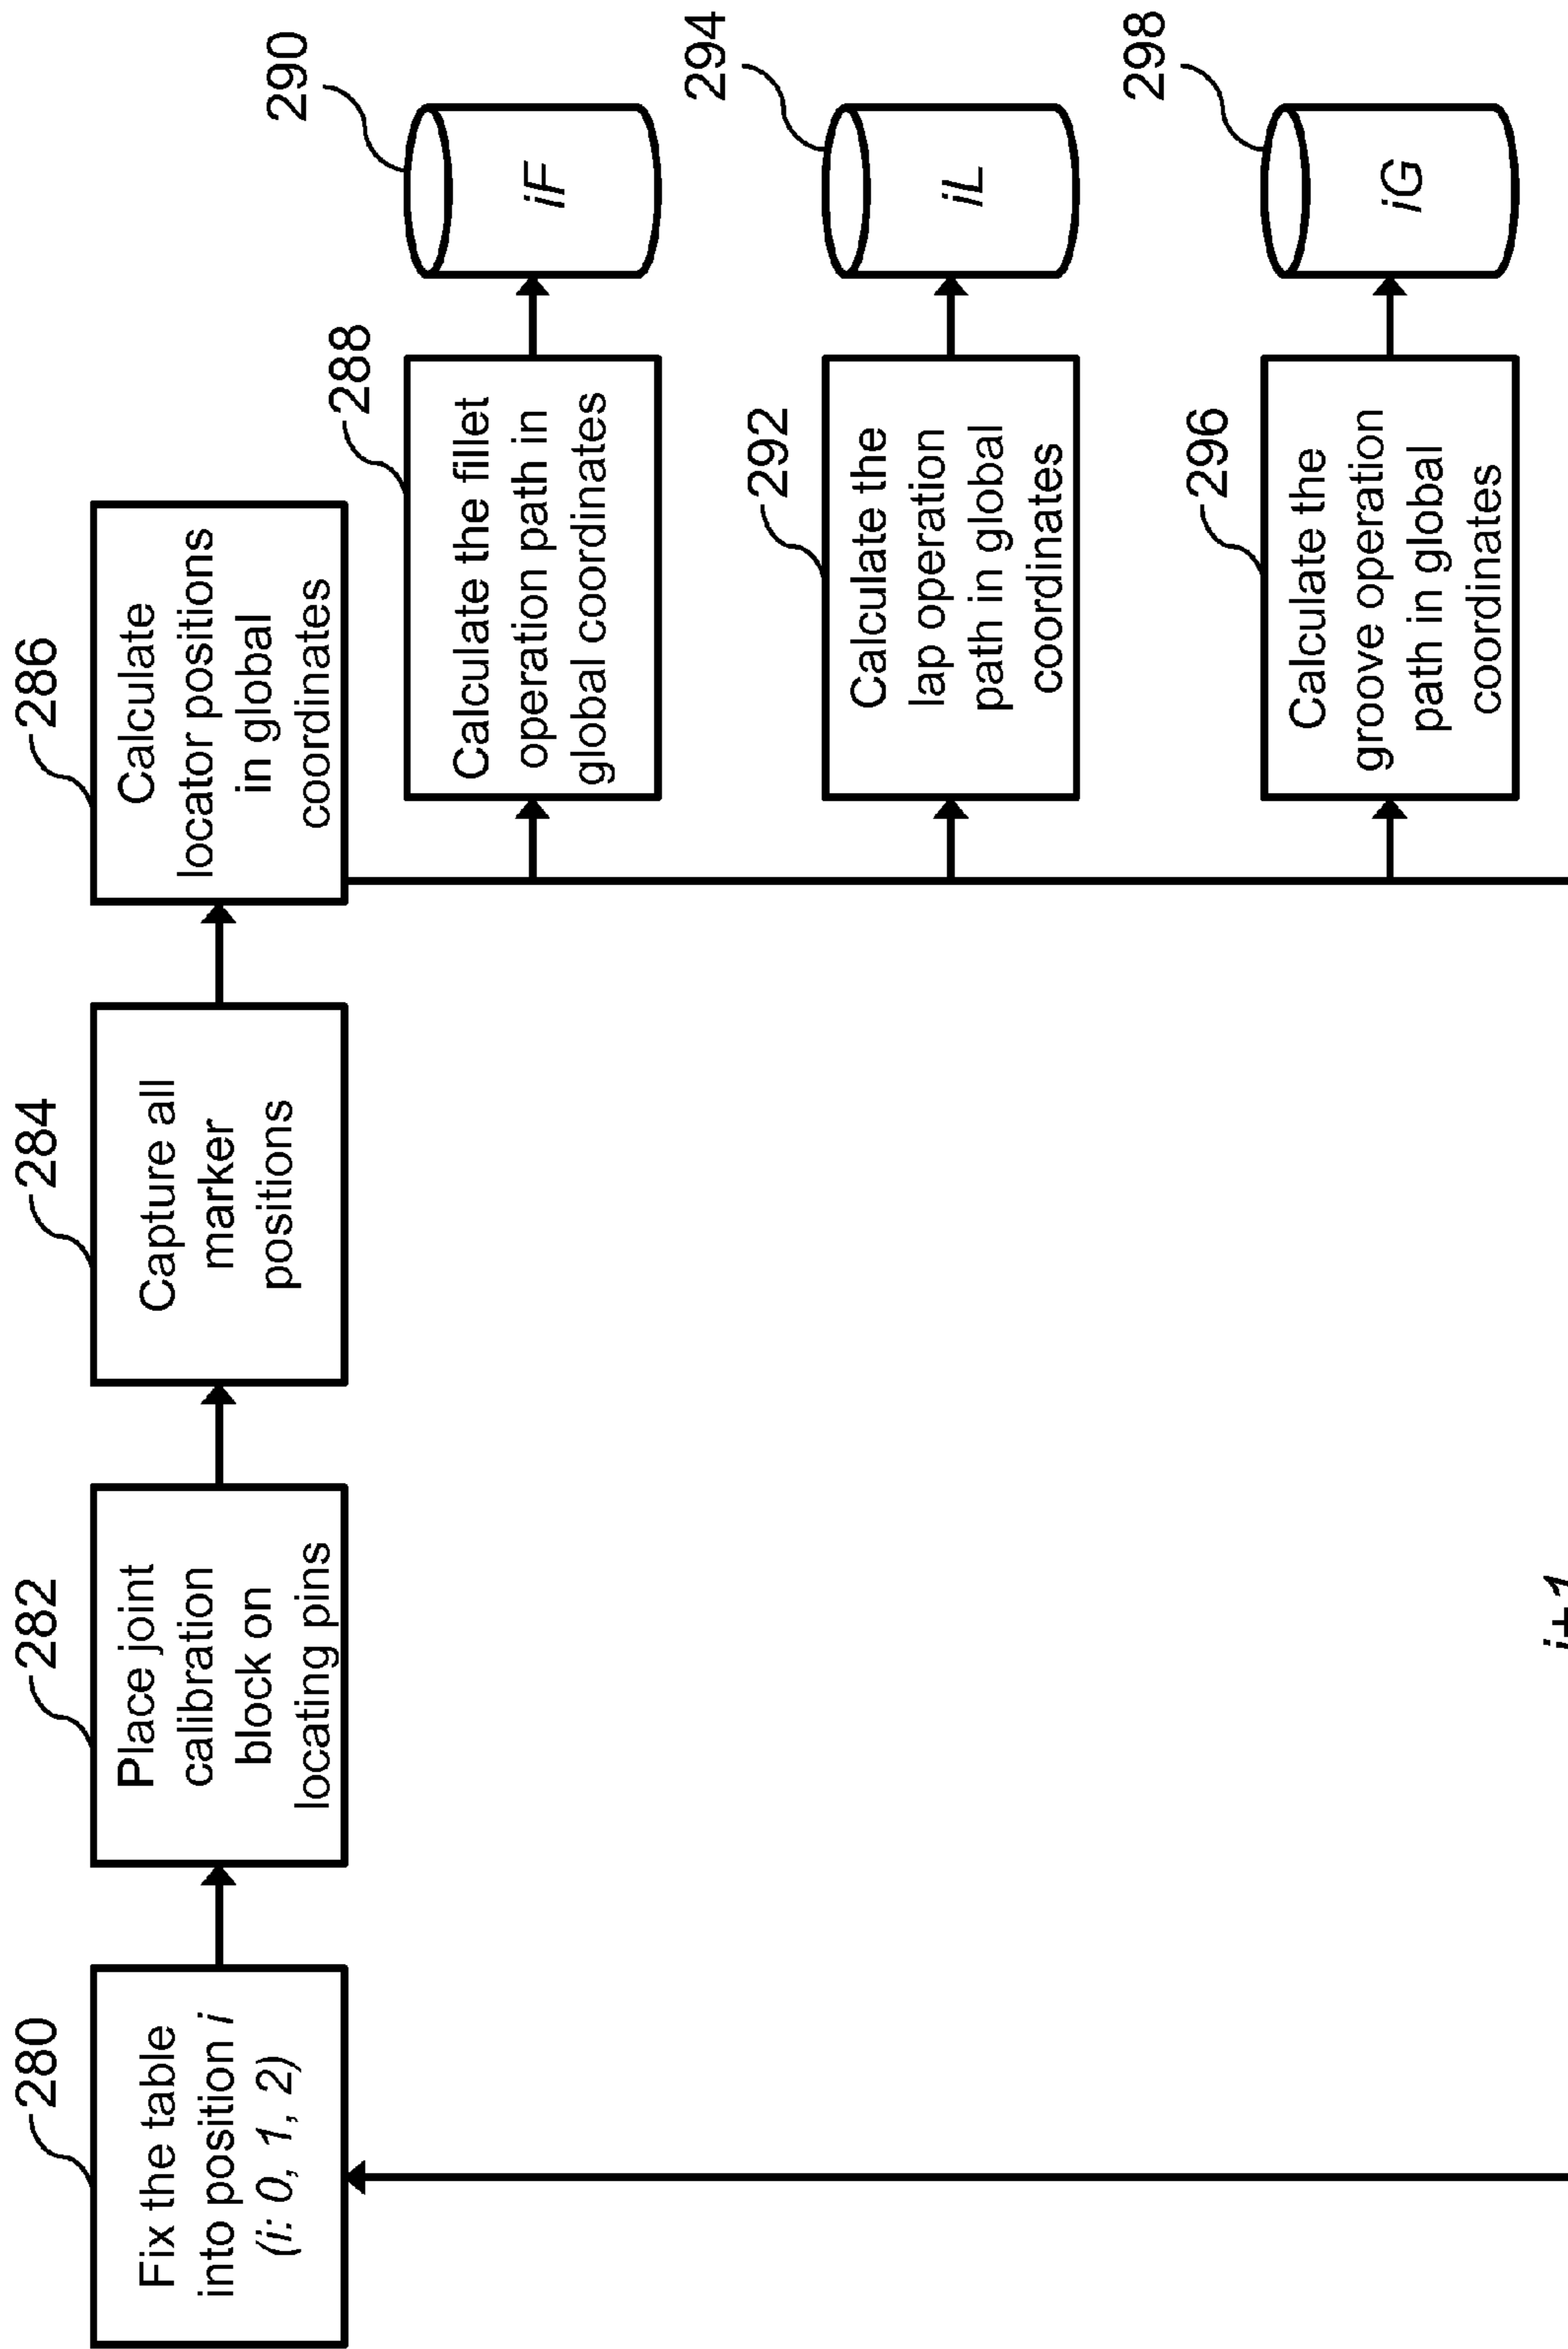 280
Fix the table
into position i
(i: 0, 1, 2)
282
Place joint
calibration
block on
locating pins
284
Capture all
marker
positions
286
Calculate
locator positions
in global
coordinates
288
Calculate the fillet
operation path in
global coordinates
290
iF
292
Calculate the
lap operation
path in global
coordinates
294
iL
296
Calculate the
groove operation
path in global
coordinates
298
iG
i+1